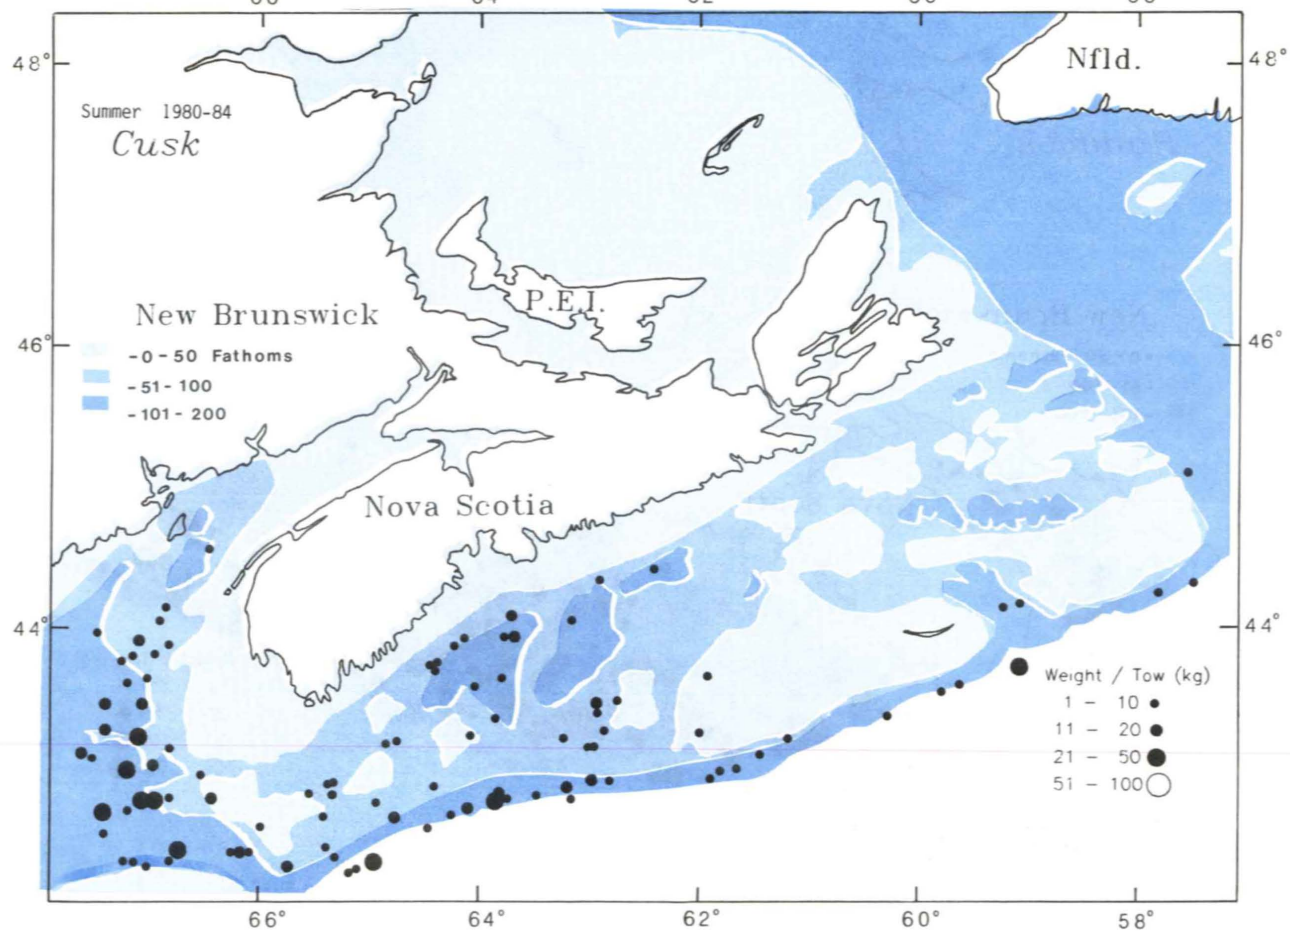 48° 48°
Nfld.
Summer 1980-84
Cusk
P.E.I.
New Brunswick
46° 46°
-0-50 Fathoms
-51-100
-101-200
Nova Scotia
44° 44°
Weight / Tow (kg)
1 - 10
11 - 20
21 - 50
51 - 100
66° 64° 62° 60° 58°